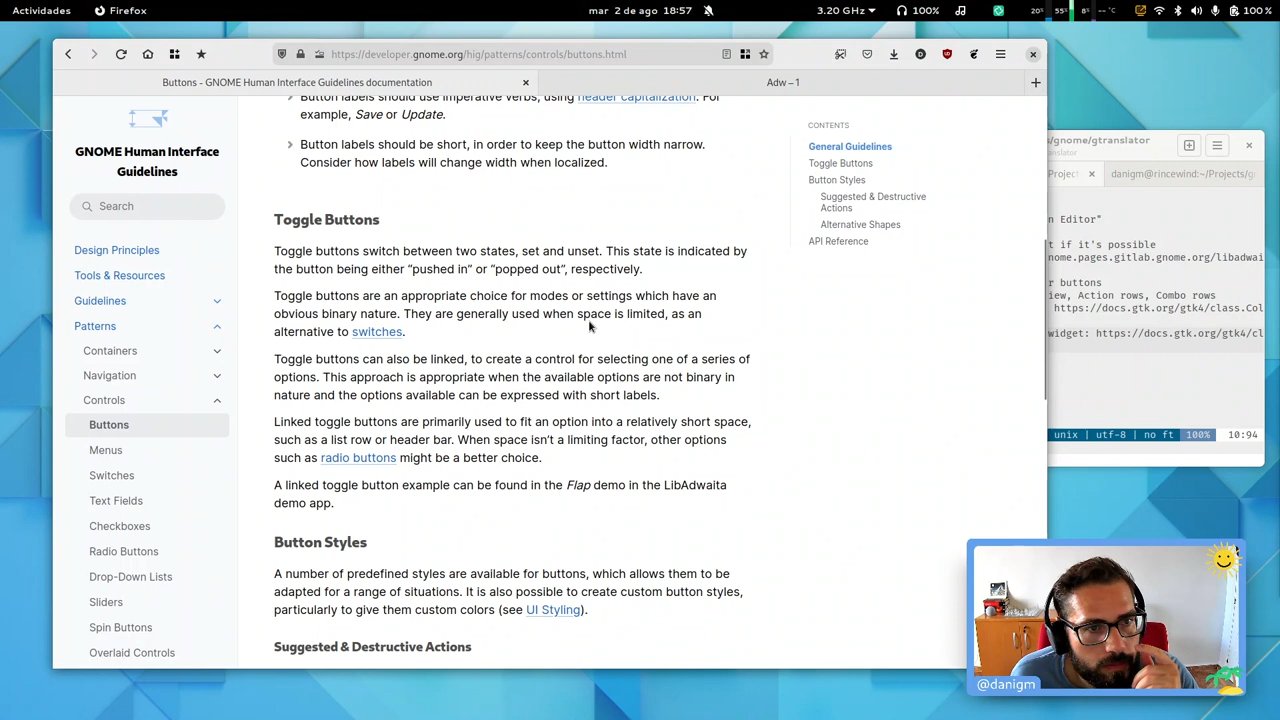 Actividades
Firefox
mar 2 de ago 18:57
3.20 GHz
100%
20%
55%
8%
-- °C
100 %
https://developer.gnome.org/hig/patterns/controls/buttons.html
Buttons - GNOME Human Interface Guidelines documentation
Adw – 1
GNOME Human Interface
Guidelines
Search
Design Principles
Tools & Resources
Guidelines
Patterns
Containers
Navigation
Controls
Buttons
Menus
Switches
Text Fields
Checkboxes
Radio Buttons
Drop-Down Lists
Sliders
Spin Buttons
Overlaid Controls
Button labels should use imperative verbs, using header capitalization. For
example, Save or Update.
Button labels should be short, in order to keep the button width narrow.
Consider how labels will change width when localized.
Toggle Buttons
Toggle buttons switch between two states, set and unset. This state is indicated by
the button being either “pushed in” or “popped out”, respectively.
Toggle buttons are an appropriate choice for modes or settings which have an
obvious binary nature. They are generally used when space is limited, as an
alternative to switches.
Toggle buttons can also be linked, to create a control for selecting one of a series of
options. This approach is appropriate when the available options are not binary in
nature and the options available can be expressed with short labels.
Linked toggle buttons are primarily used to fit an option into a relatively short space,
such as a list row or header bar. When space isn’t a limiting factor, other options
such as radio buttons might be a better choice.
A linked toggle button example can be found in the Flap demo in the LibAdwaita
demo app.
Button Styles
A number of predefined styles are available for buttons, which allows them to be
adapted for a range of situations. It is also possible to create custom button styles,
particularly to give them custom colors (see UI Styling).
Suggested & Destructive Actions
CONTENTS
General Guidelines
Toggle Buttons
Button Styles
Suggested & Destructive
Actions
Alternative Shapes
API Reference
s/gnome/gtranslator
anslator
Project
danigm@rincewind:~/Projects/g
n Editor"
t if it's possible
nome.pages.gitlab.gnome.org/libadwai
r buttons
iew, Action rows, Combo rows
https://docs.gtk.org/gtk4/class.Col
widget: https://docs.gtk.org/gtk4/cl
unix | utf-8 | no ft
100%
10:94
@danigm